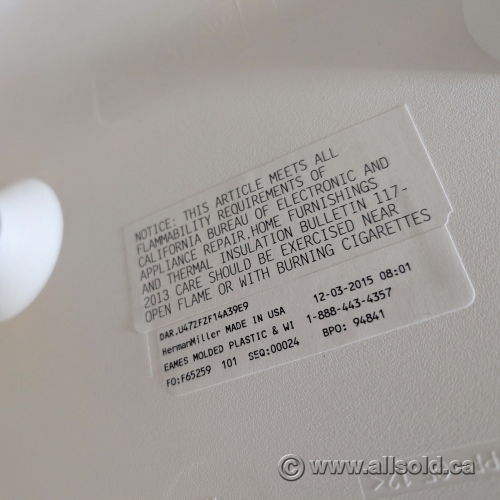 NOTICE: THIS ARTICLE MEETS ALL
FLAMMABILITY REQUIREMENTS OF
CALIFORNIA BUREAU OF ELECTRONIC AND
APPLIANCE REPAIR.HOME FURNISHINGS
AND THERMAL INSULATION BULLETIN 117-
2013 CARE SHOULD BE EXERCISED NEAR
OPEN FLAME OR WITH BURNING CIGARETTES
DAR.U47ZFZF14A39E9
HermanMiller MADE IN USA 12-03-2015 08:01
EAMES MOLDED PLASTIC & WI 1-888-443-4357
FO:F65259 101 SEQ:00024 BPO: 94841
www.allsold.ca